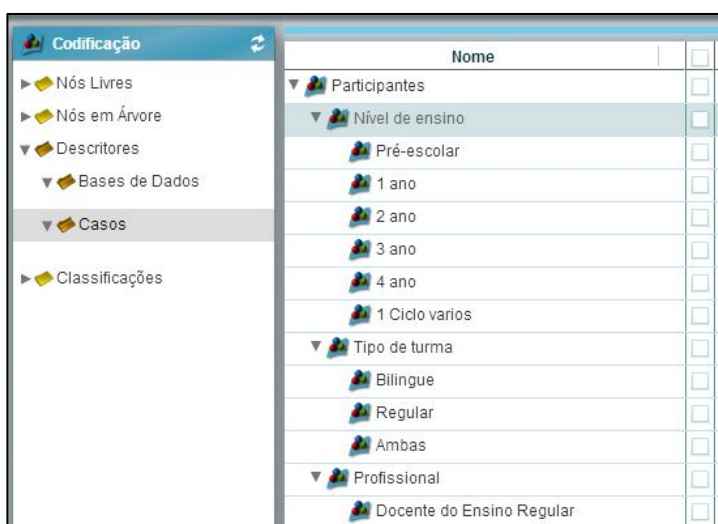 Codificação
Nós Livres
Nós em Árvore
Descritores
Bases de Dados
Casos
Classificações
Nome
Participantes
Nível de ensino
Pré-escolar
1 ano
2 ano
3 ano
4 ano
1 Ciclo varios
Tipo de turma
Bilingue
Regular
Ambas
Profissional
Docente do Ensino Regular